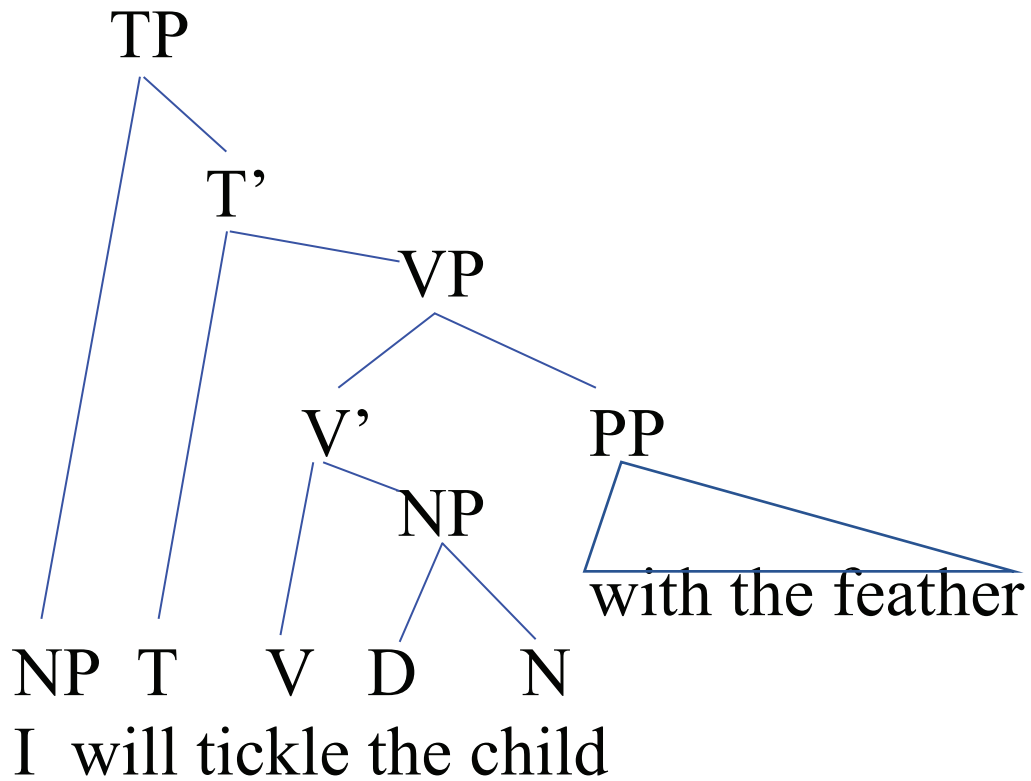 TP
T’
VP
V’ PP
NP
with the feather
NP T V D N
I will tickle the child